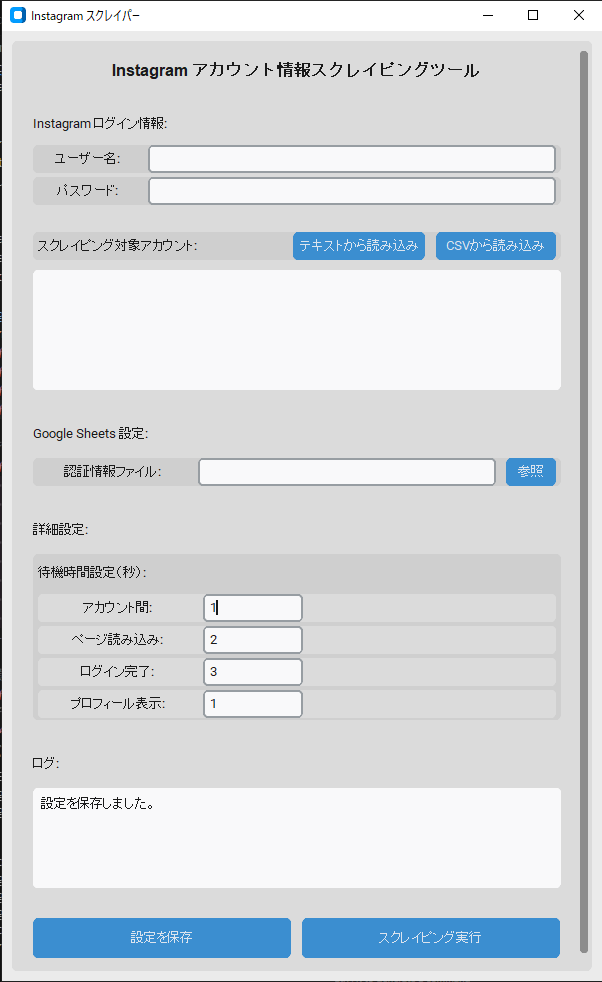 Instagram スクレイパー
Instagram アカウント情報スクレイピングツール
Instagramログイン情報:
ユーザー名:
パスワード:
スクレイピング対象アカウント: テキストから読み込み CSVから読み込み
Google Sheets 設定:
認証情報ファイル: 参照
詳細設定:
待機時間設定(秒):
アカウント間: 1
ページ読み込み: 2
ログイン完了: 3
プロフィール表示: 1
ログ:
設定を保存しました。
設定を保存 スクレイピング実行